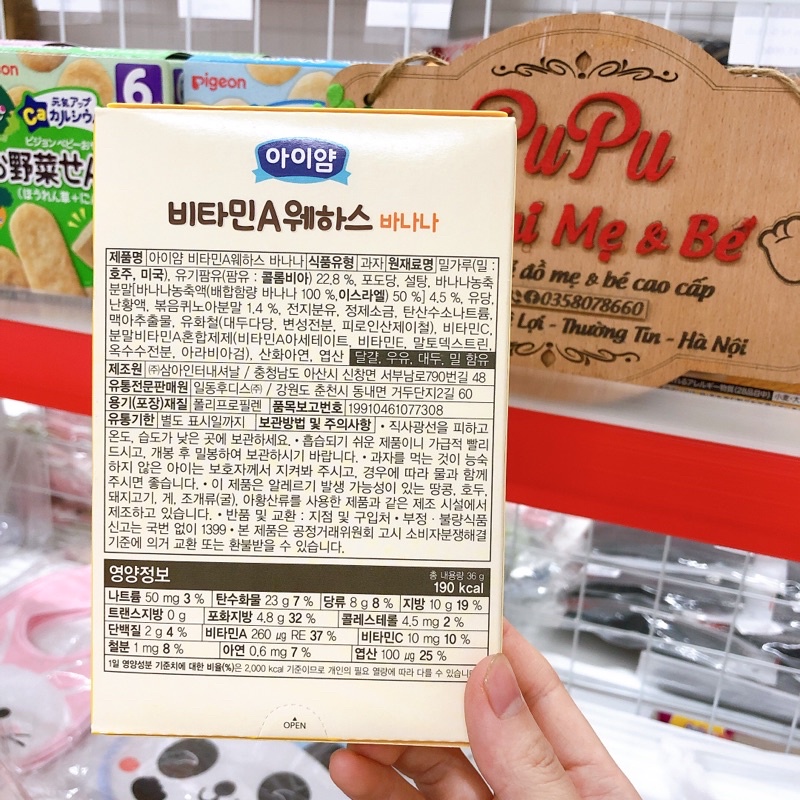 6
元気アップ
Ca カルシウム
お野菜せん
Pigeon
PuPu
Mẹ & Bé
đồ mẹ & bé cao cấp
0358078660
Lợi - Thường Tin - Hà Nội
아이얌
비타민A웨하스 바나나
제품명 아이얌 비타민A웨하스 바나나 식품유형 과자 원재료명 밀가루(밀 :
호주, 미국), 유기팜유(팜유 : 콜롬비아) 22.8 %, 포도당, 설탕, 바나나농축
분말[바나나농축액(배합함량 바나나 100 %,이스라엘) 50 %] 4.5 %, 유당,
난황액, 볶음퀴노아분말 1.4 %, 전지분유, 정제소금, 탄산수소나트륨,
맥아추출물, 유화철(대두다당, 변성전분, 피로인산제이철), 비타민C,
분말비타민A혼합제제(비타민A아세테이트, 비타민E, 말토덱스트린,
옥수수전분, 아라비아검), 산화아연, 엽산 달걀, 우유, 대두, 밀 함유
제조원 ㈜삼아인터내셔날 / 충청남도 아산시 신창면 서부남로790번길 48
유통전문판매원 일동후디스㈜ / 강원도 춘천시 동내면 거두단지2길 60
용기(포장)재질 폴리프로필렌 품목보고번호 19910461077308
유통기한 별도 표시일까지 보관방법 및 주의사항 • 직사광선을 피하고
온도, 습도가 낮은 곳에 보관하세요. • 흡습되기 쉬운 제품이니 가급적 빨리
드시고, 개봉 후 밀봉하여 보관하시기 바랍니다. • 과자를 먹는 것이 능숙
하지 않은 아이는 보호자께서 지켜봐 주시고, 경우에 따라 물과 함께
주시면 좋습니다. • 이 제품은 알레르기 발생 가능성이 있는 땅콩, 호두,
돼지고기, 게, 조개류(굴), 아황산류를 사용한 제품과 같은 제조 시설에서
제조하고 있습니다. • 반품 및 교환 : 지점 및 구입처 • 부정 · 불량식품
신고는 국번 없이 1399 • 본 제품은 공정거래위원회 고시 소비자분쟁해결
기준에 의거 교환 또는 환불받을 수 있습니다.
영양정보 총 내용량 36 g
190 kcal
나트륨 50 mg 3 % 탄수화물 23 g 7 % 당류 8 g 8 % 지방 10 g 19 %
트랜스지방 0 g 포화지방 4.8 g 32 % 콜레스테롤 4.5 mg 2 %
단백질 2 g 4 % 비타민A 260 ㎍ RE 37 % 비타민C 10 mg 10 %
철분 1 mg 8 % 아연 0.6 mg 7 % 엽산 100 ㎍ 25 %
1일 영양성분 기준치에 대한 비율(%)은 2,000 kcal 기준이므로 개인의 필요 열량에 따라 다를 수 있습니다
OPEN